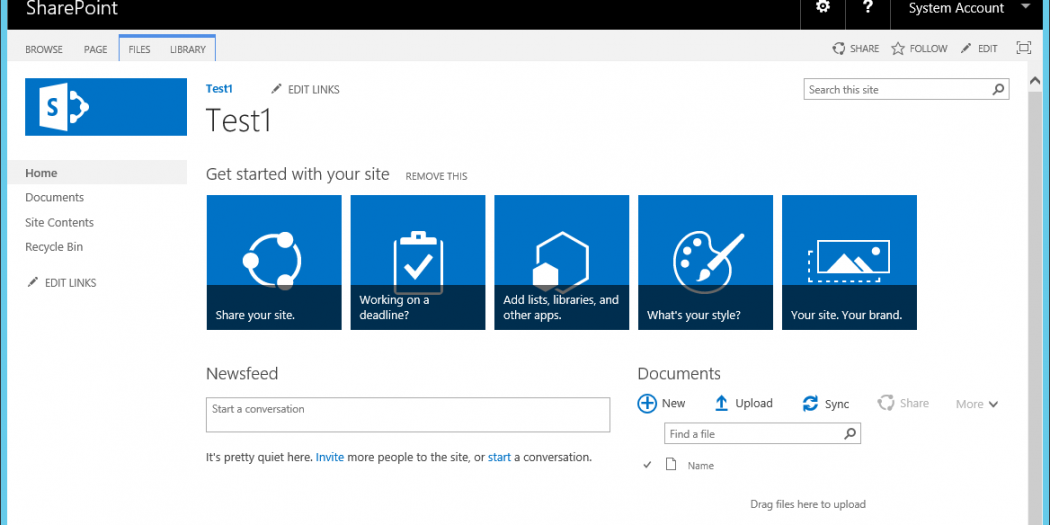 SharePoint
? System Account
BROWSE PAGE FILES LIBRARY SHARE FOLLOW EDIT
S
Test1 EDIT LINKS
Search this site
Test1
Home
Documents
Site Contents
Recycle Bin
EDIT LINKS
Get started with your site REMOVE THIS
Share your site.
Working on a
deadline?
Add lists, libraries, and
other apps.
What's your style?
Your site. Your brand.
Newsfeed
Start a conversation
It's pretty quiet here. Invite more people to the site, or start a conversation.
Documents
New Upload Sync Share More
Find a file
Name
Drag files here to upload